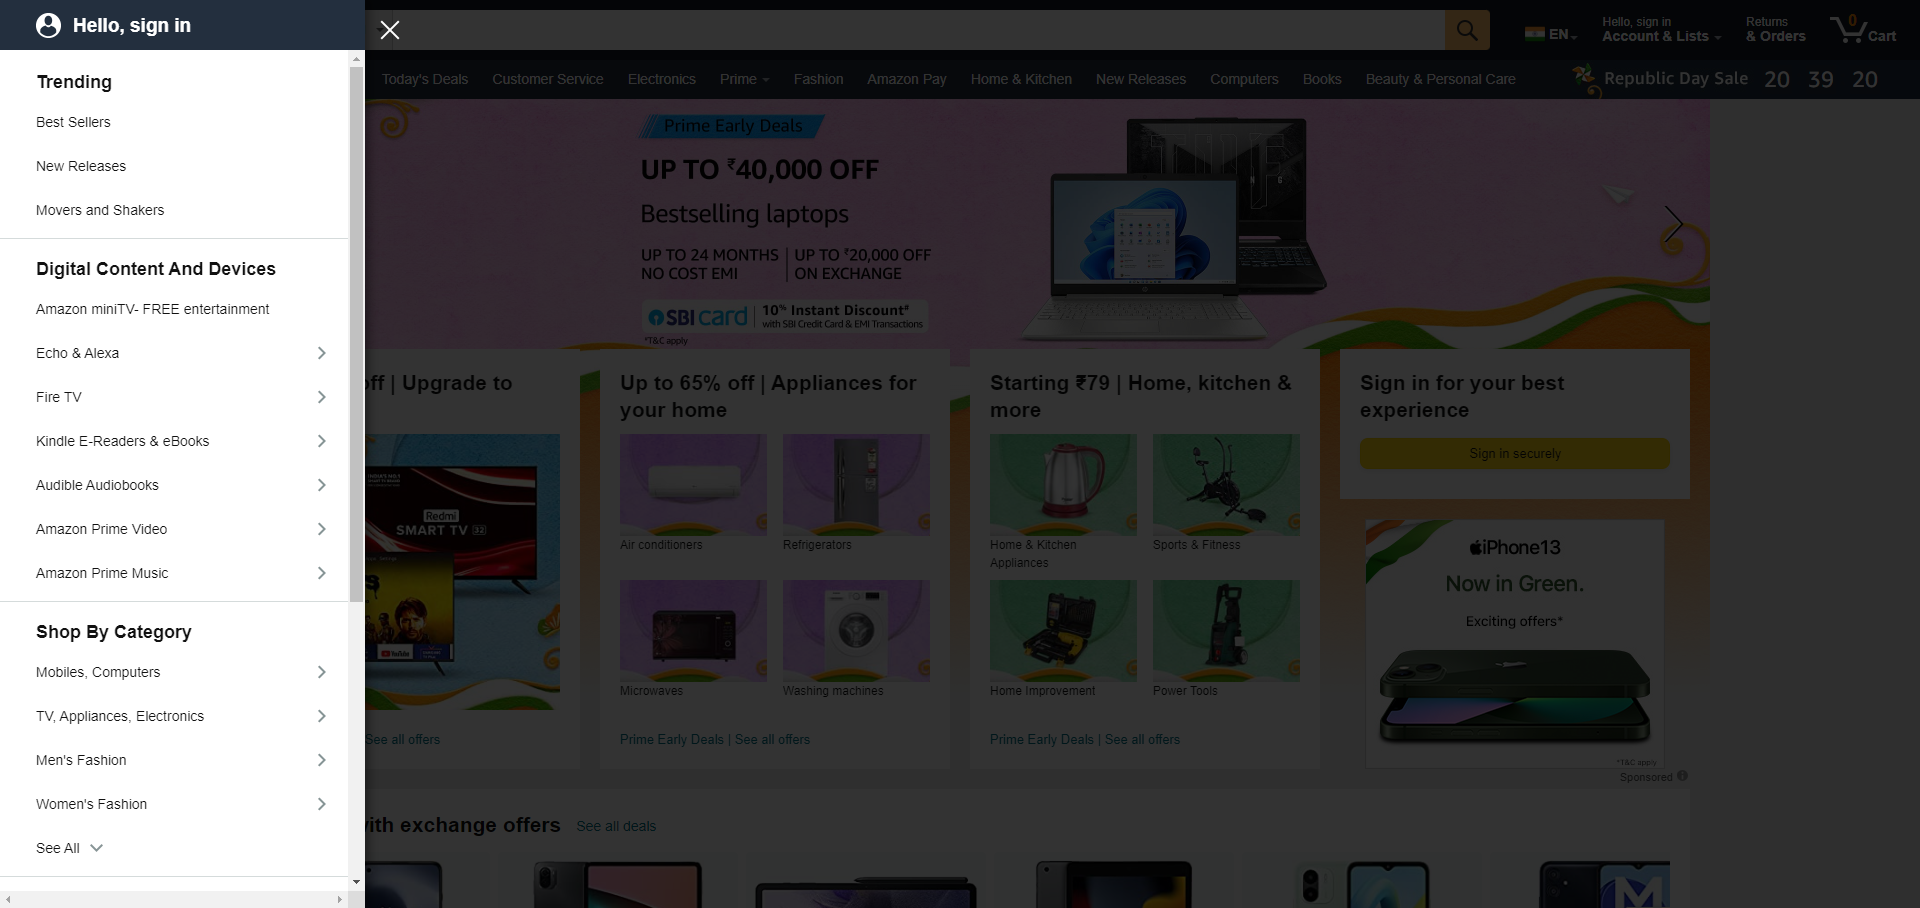 Hello, sign in
Trending
Best Sellers
New Releases
Movers and Shakers
Digital Content And Devices
Amazon miniTV- FREE entertainment
Echo & Alexa
Fire TV
Kindle E-Readers & eBooks
Audible Audiobooks
Amazon Prime Video
Amazon Prime Music
Shop By Category
Mobiles, Computers
TV, Appliances, Electronics
Men's Fashion
Women's Fashion
See All
EN
Hello, sign in
Account & Lists
Returns
& Orders
0
Cart
Today's Deals Customer Service Electronics Prime Fashion Amazon Pay Home & Kitchen New Releases Computers Books Beauty & Personal Care
Republic Day Sale 20 39 20
Prime Early Deals
UP TO ₹40,000 OFF
Bestselling laptops
UP TO 24 MONTHS
NO COST EMI
UP TO ₹20,000 OFF
ON EXCHANGE
SBI card
10% Instant Discount#
with SBI Credit Card & EMI Transactions
*T&C apply
off | Upgrade to
Redmi
SMART TV 32
YouTube
See all offers
Up to 65% off | Appliances for
your home
Air conditioners
Refrigerators
Microwaves
Washing machines
Prime Early Deals | See all offers
Starting ₹79 | Home, kitchen &
more
Home & Kitchen
Appliances
Sports & Fitness
Home Improvement
Power Tools
Prime Early Deals | See all offers
Sign in for your best
experience
Sign in securely
iPhone13
Now in Green.
Exciting offers*
*T&C apply
Sponsored
with exchange offers See all deals